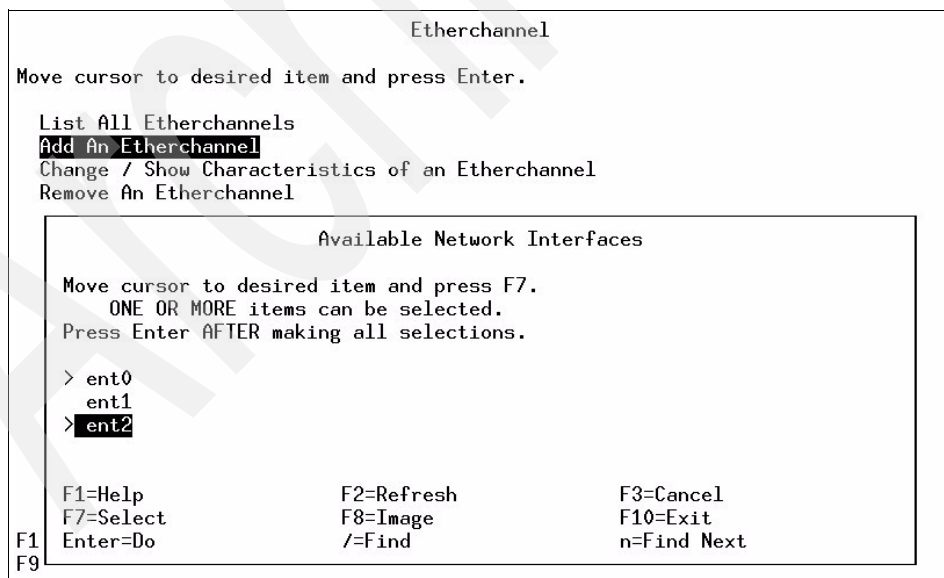 Etherchannel
Move cursor to desired item and press Enter.
List All Etherchannels
Add An Etherchannel
Change / Show Characteristics of an Etherchannel
Remove An Etherchannel
Available Network Interfaces
Move cursor to desired item and press F7.
ONE OR MORE items can be selected.
Press Enter AFTER making all selections.
> ent0
ent1
> ent2
F1=Help F2=Refresh F3=Cancel
F7=Select F8=Image F10=Exit
F1 Enter=Do /=Find n=Find Next
F9